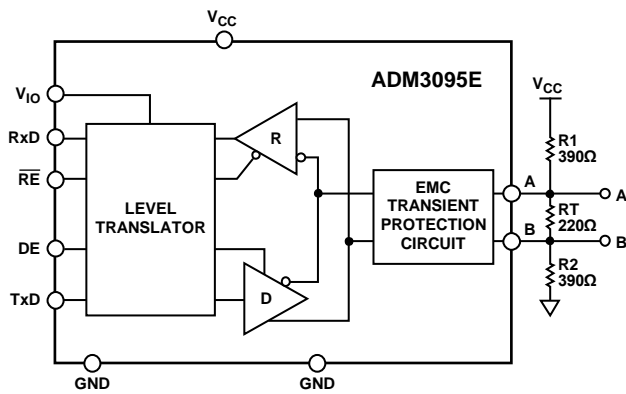 VCC
ADM3095E
VIO
RxD
RE
DE
TxD
LEVEL
TRANSLATOR
R
D
EMC
TRANSIENT
PROTECTION
CIRCUIT
A
B
VCC
R1
390Ω
A
RT
220Ω
B
R2
390Ω
GND
GND